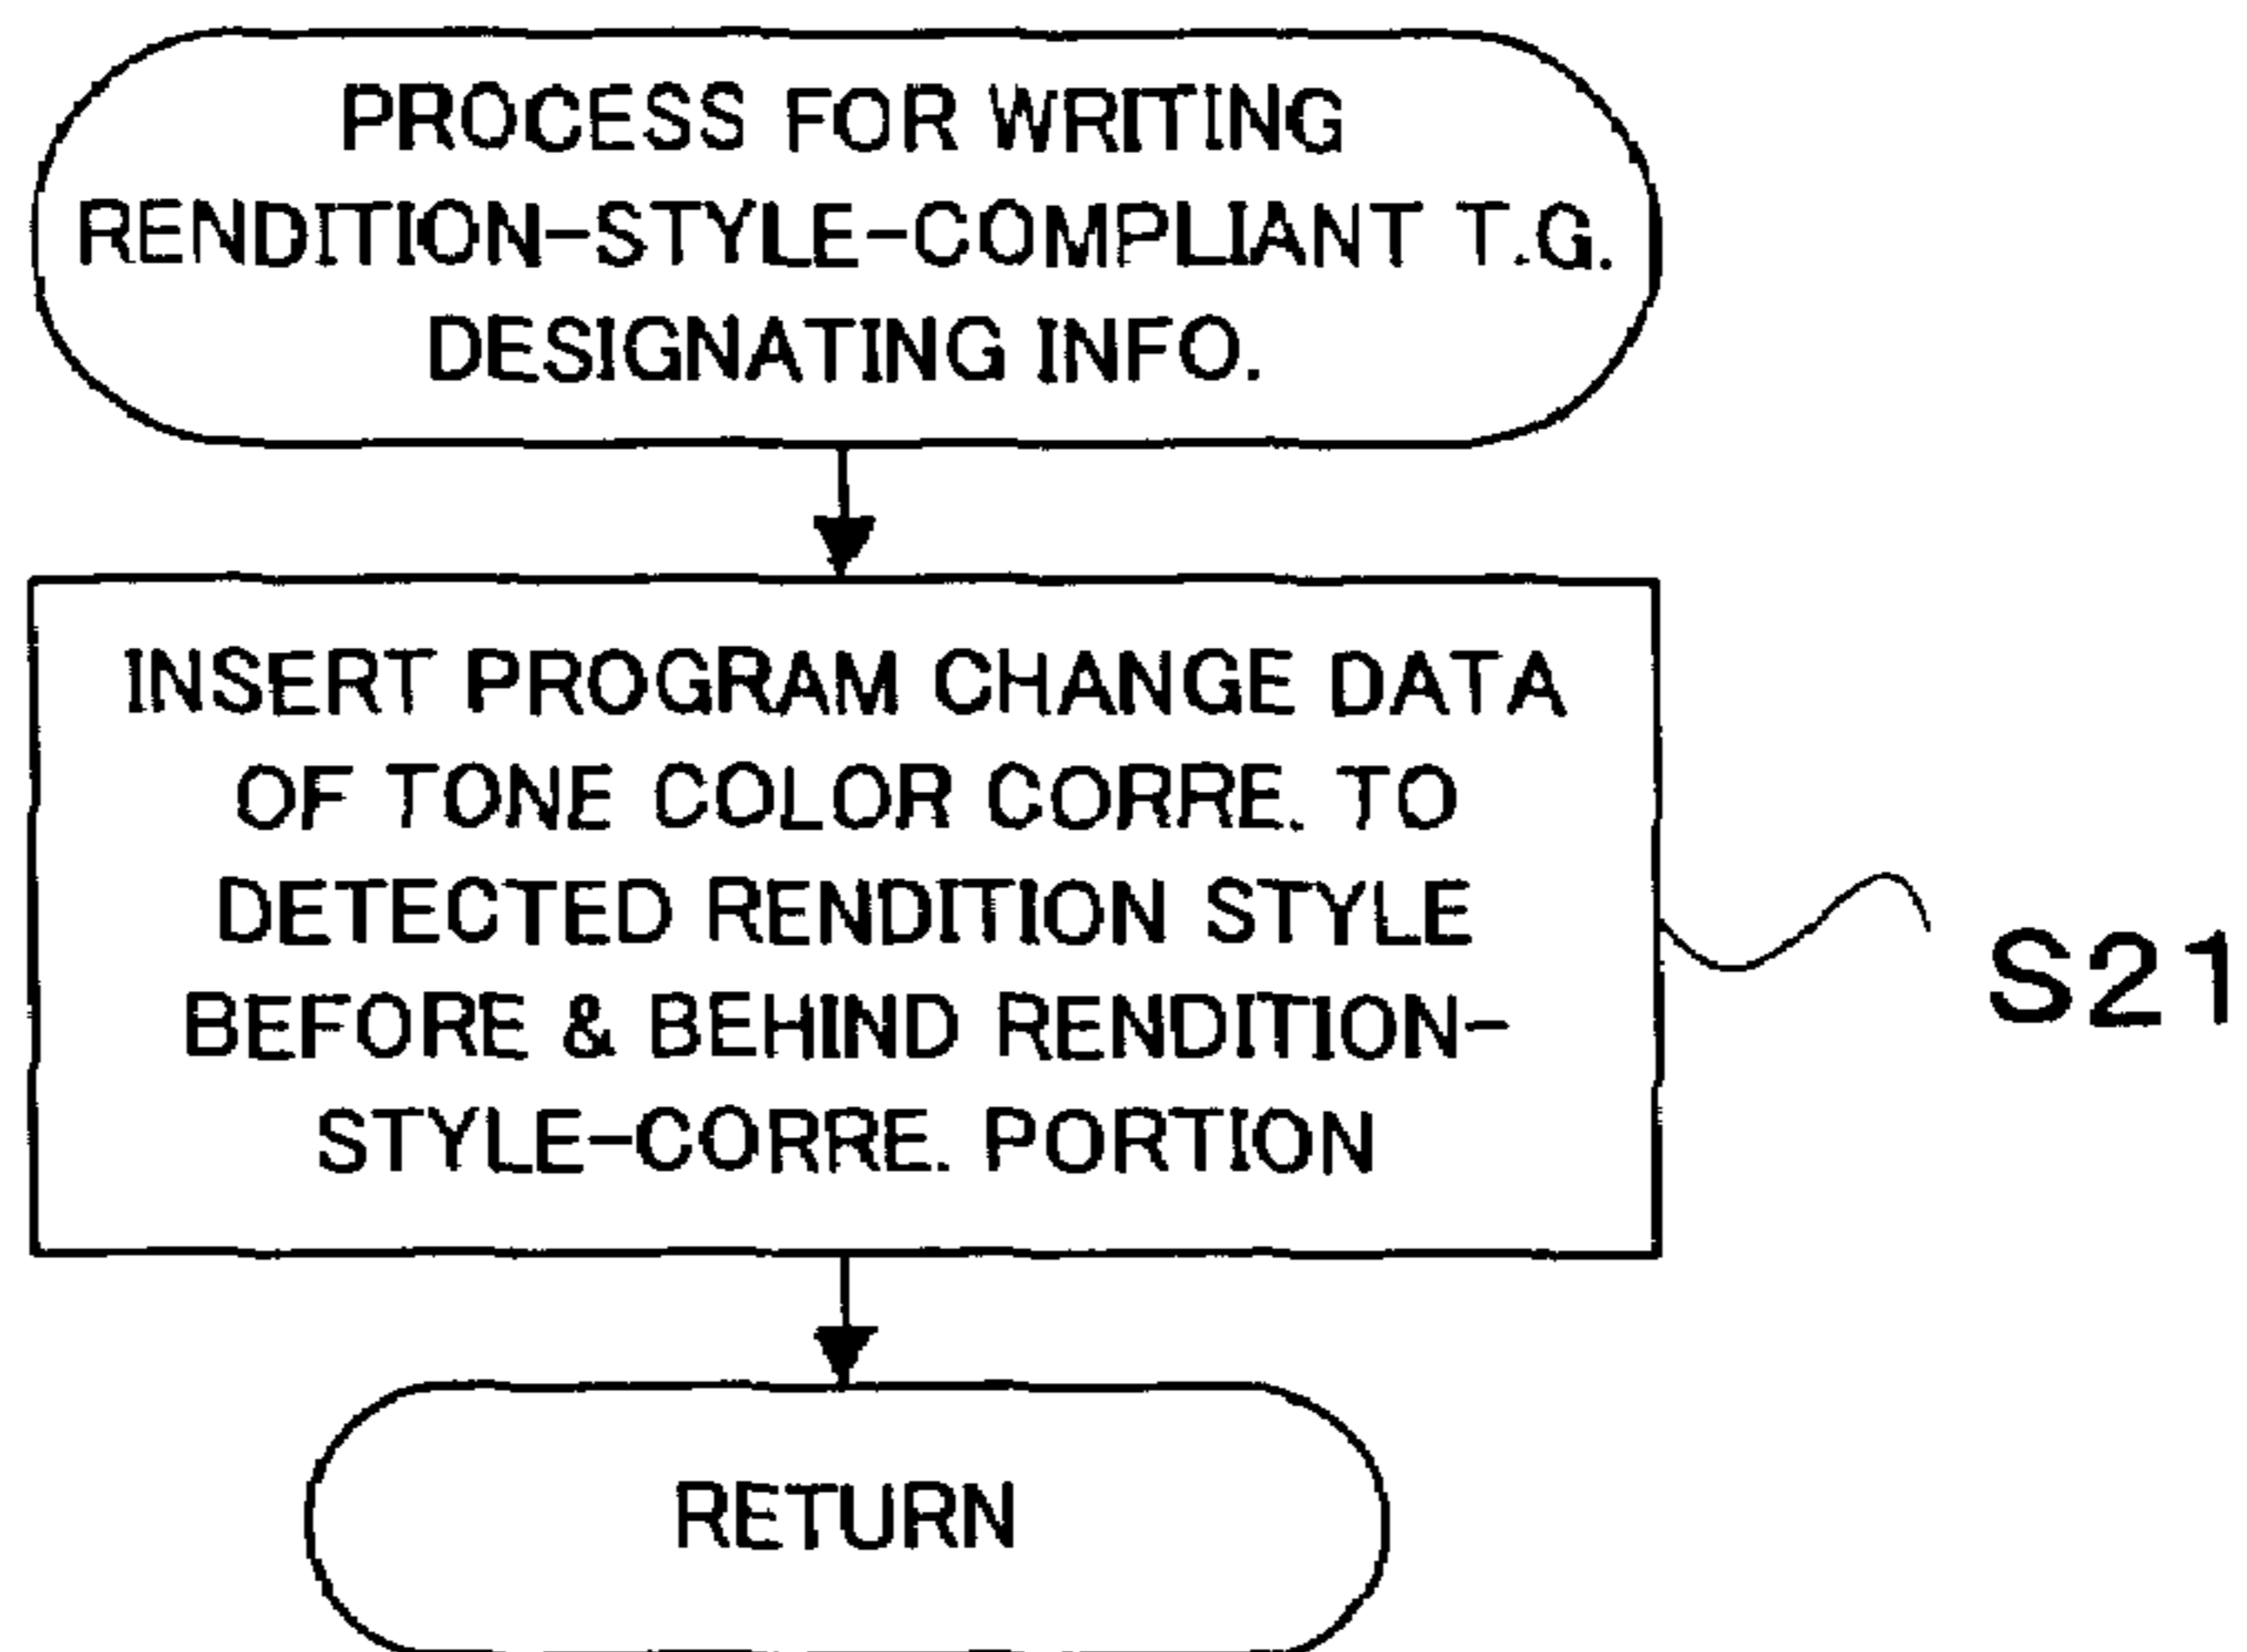 PROCESS FOR WRITING
RENDITION-STYLE-COMPLIANT T.G.
DESIGNATING INFO.
INSERT PROGRAM CHANGE DATA
OF TONE COLOR CORRE. TO
DETECTED RENDITION STYLE
BEFORE & BEHIND RENDITION-
STYLE-CORRE. PORTION
S21
RETURN